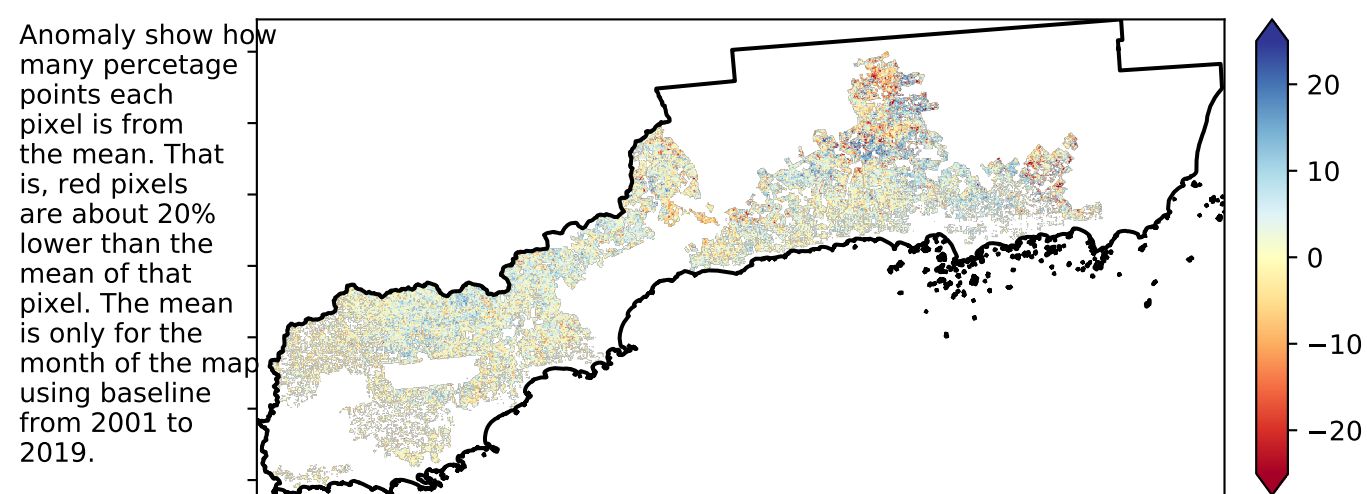 Anomaly show how
many percetage
points each
pixel is from
the mean. That
is, red pixels
are about 20%
lower than the
mean of that
pixel. The mean
is only for the
month of the map
using baseline
from 2001 to
2019.
20
10
0
−10
−20